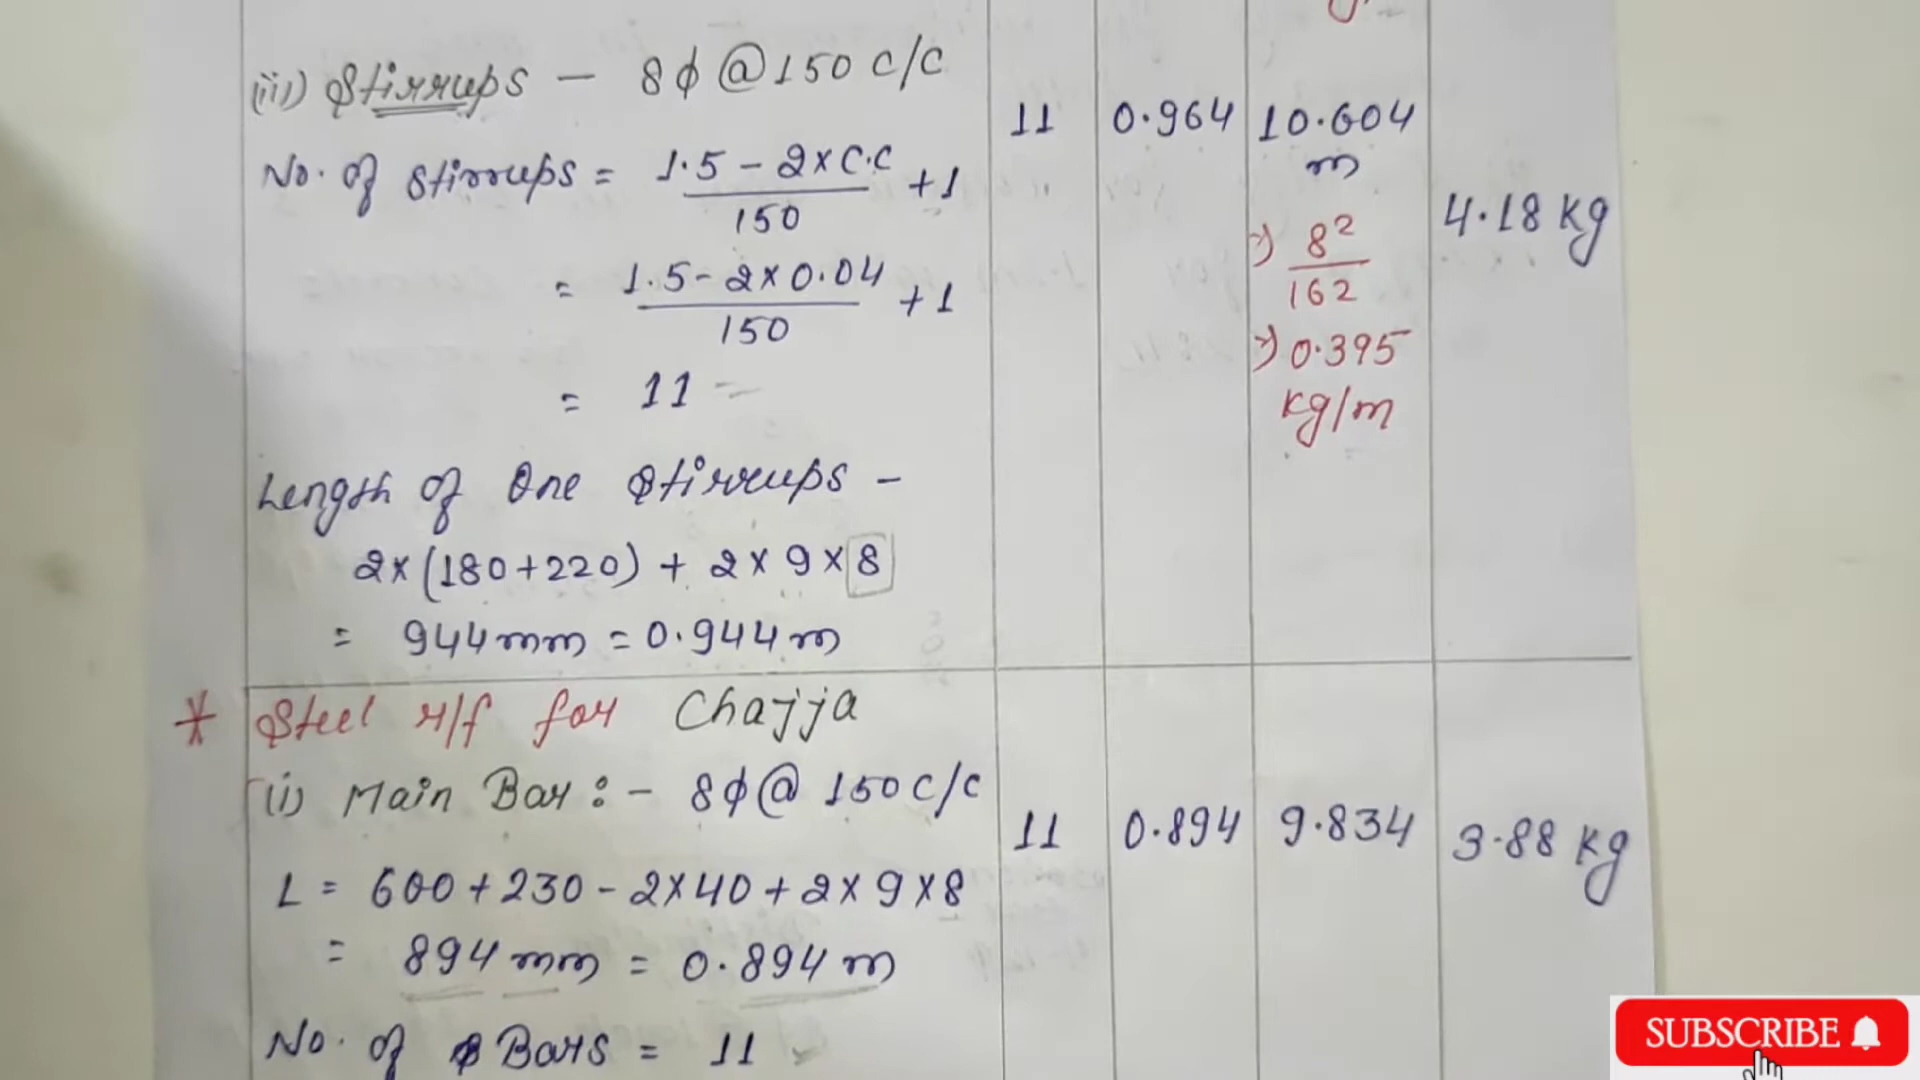 (iii) Stirrups – 8ϕ@150 c/c
11 0.964 10.604 m
4.18 kg
No. of Stirrups = 1.5 – 2×C.C / 150 +1
= 1.5 – 2×0.04 / 150 +1
= 11
⇒ 8² / 162
⇒ 0.395 kg/m
Length of One Stirrups –
2×(180+220) + 2×9×8
= 944 mm = 0.944 m
* Steel r/f for Chajja
(i) Main Bar :– 8ϕ@ 150 c/c
11 0.894 9.834 3.88 kg
L = 600+230–2×40+2×9×8
= 894 mm = 0.894 m
No. of Bars = 11
SUBSCRIBE